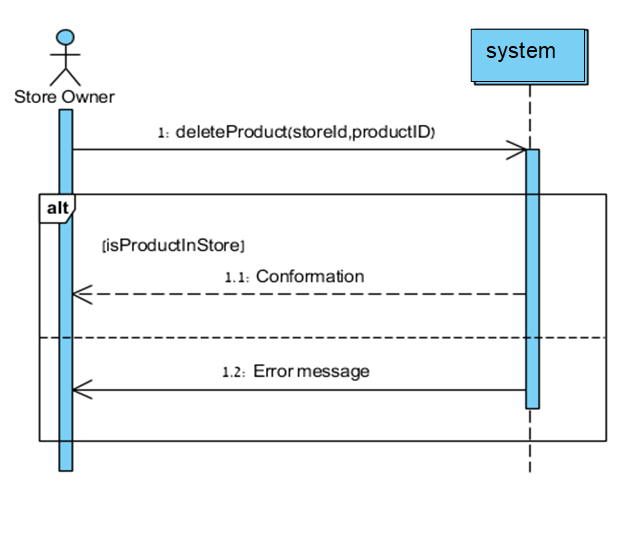 system
Store Owner
1: deleteProduct(storeId,productID)
alt
[isProductInStore]
1.1: Conformation
1.2: Error message